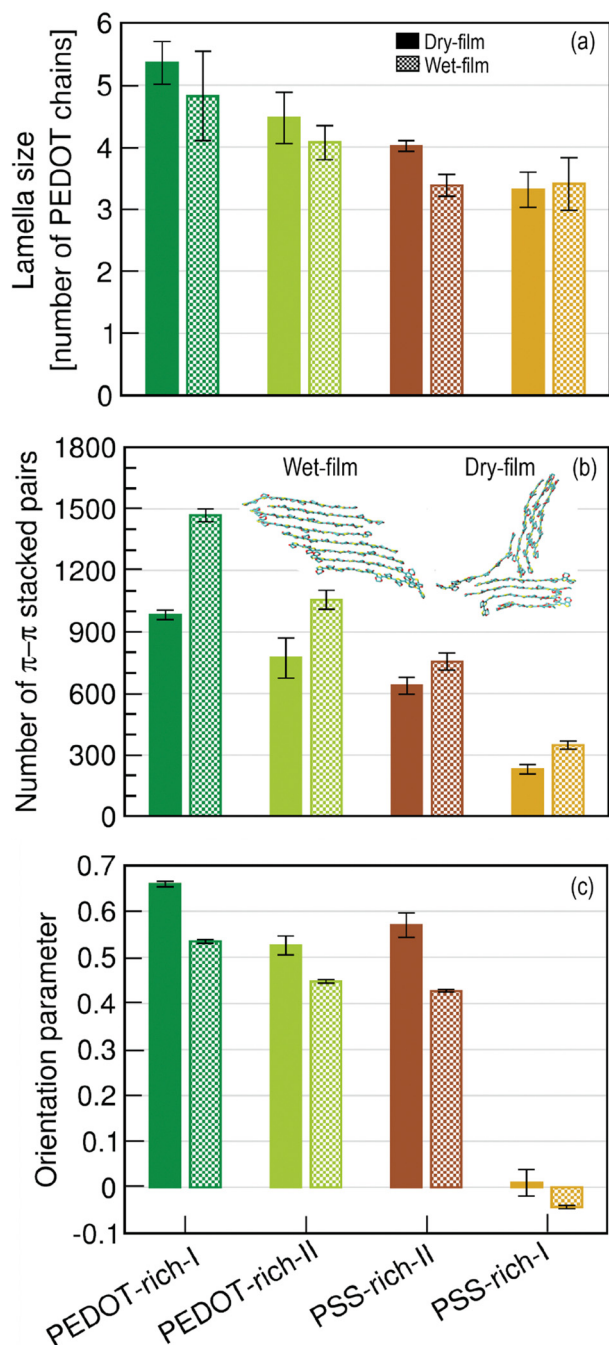 (a)
Dry-film
Wet-film
Lamella size
[number of PEDOT chains]
6
5
4
3
2
1
0
(b)
Wet-film
Dry-film
Number of π–π stacked pairs
1800
1500
1200
900
600
300
0
(c)
Orientation parameter
0.7
0.6
0.5
0.4
0.3
0.2
0.1
0
-0.1
PEDOT-rich-I
PEDOT-rich-II
PSS-rich-II
PSS-rich-I